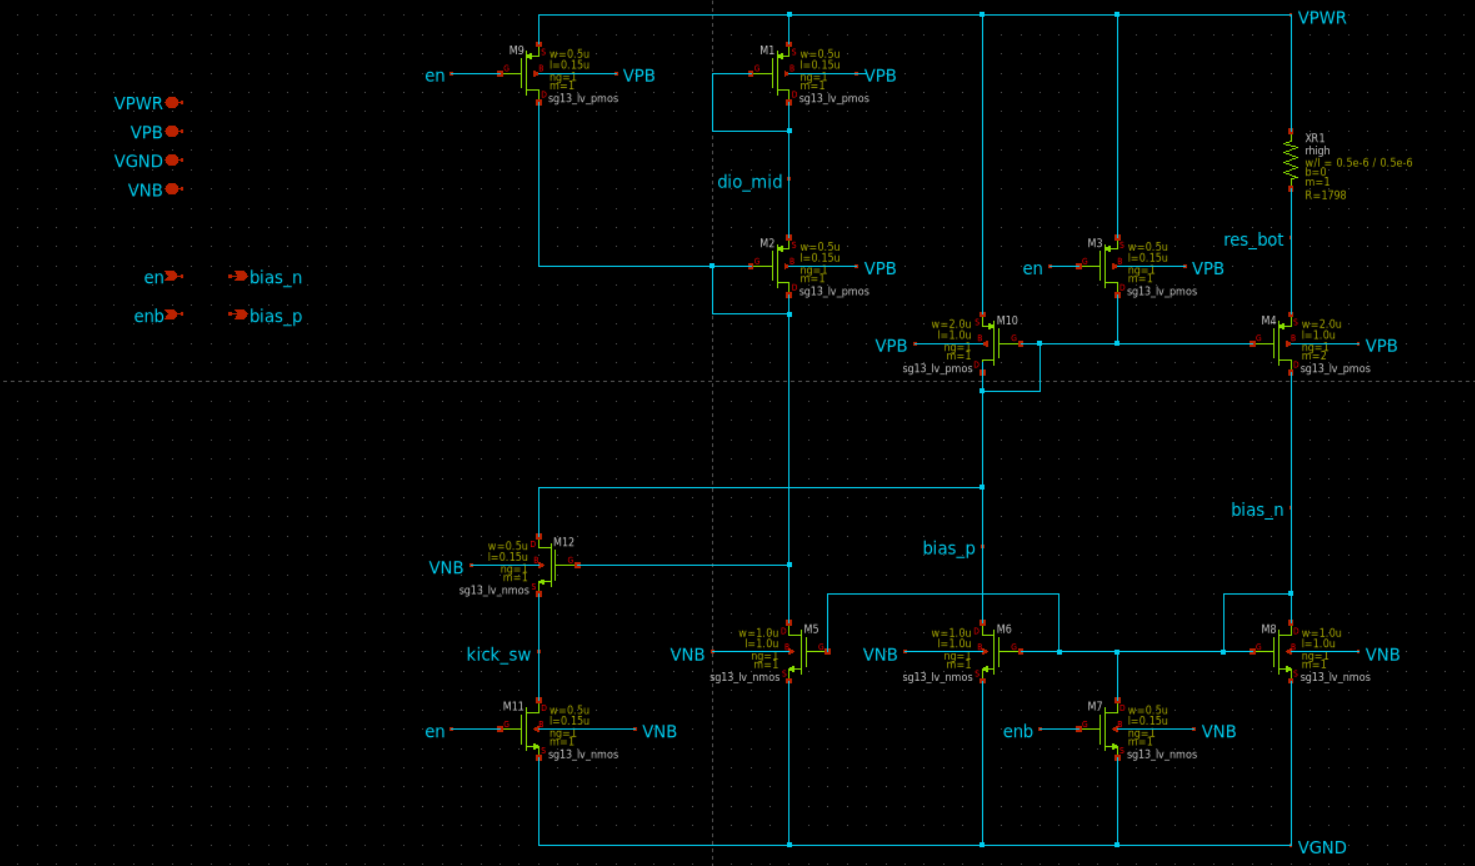 VPWR
M9
w=0.5u
l=0.15u
ng=1
m=1
sg13_lv_pmos
en
VPB
G
S
B
D
M1
w=0.5u
l=0.15u
ng=1
m=1
sg13_lv_pmos
VPB
G
S
B
D
VPWR
VPB
VGND
VNB
XR1
rhigh
w/l = 0.5e-6 / 0.5e-6
b=0
m=1
R=1798
dio_mid
res_bot
M2
w=0.5u
l=0.15u
ng=1
m=1
sg13_lv_pmos
VPB
G
S
B
D
M3
w=0.5u
l=0.15u
ng=1
m=1
sg13_lv_pmos
en
VPB
G
S
B
D
en
bias_n
enb
bias_p
M10
w=2.0u
l=1.0u
ng=1
m=1
sg13_lv_pmos
VPB
S
B
G
D
M4
w=2.0u
l=1.0u
ng=1
m=2
sg13_lv_pmos
VPB
G
S
B
D
bias_n
bias_p
M12
w=0.5u
l=0.15u
ng=1
m=1
sg13_lv_nmos
VNB
D
B
G
S
kick_sw
M5
w=1.0u
l=1.0u
ng=1
m=1
sg13_lv_nmos
VNB
D
B
G
S
M6
w=1.0u
l=1.0u
ng=1
m=1
sg13_lv_nmos
VNB
D
B
G
S
M8
w=1.0u
l=1.0u
ng=1
m=1
sg13_lv_nmos
VNB
D
G
B
S
M11
w=0.5u
l=0.15u
ng=1
m=1
sg13_lv_nmos
en
VNB
D
G
B
S
M7
w=0.5u
l=0.15u
ng=1
m=1
sg13_lv_nmos
enb
VNB
D
G
B
S
VGND